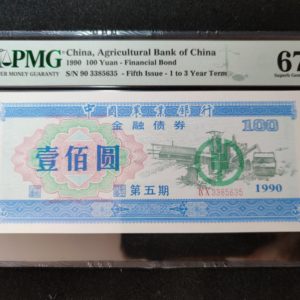 PMG
PAPER MONEY GUARANTY
China, Agricultural Bank of China
1990 100 Yuan - Financial Bond
S/N 90 3385635 - Fifth Issue - 1 to 3 Year Term
67
中国农业银行
金融债券
100
壹佰圆
第五期
3385635
1990